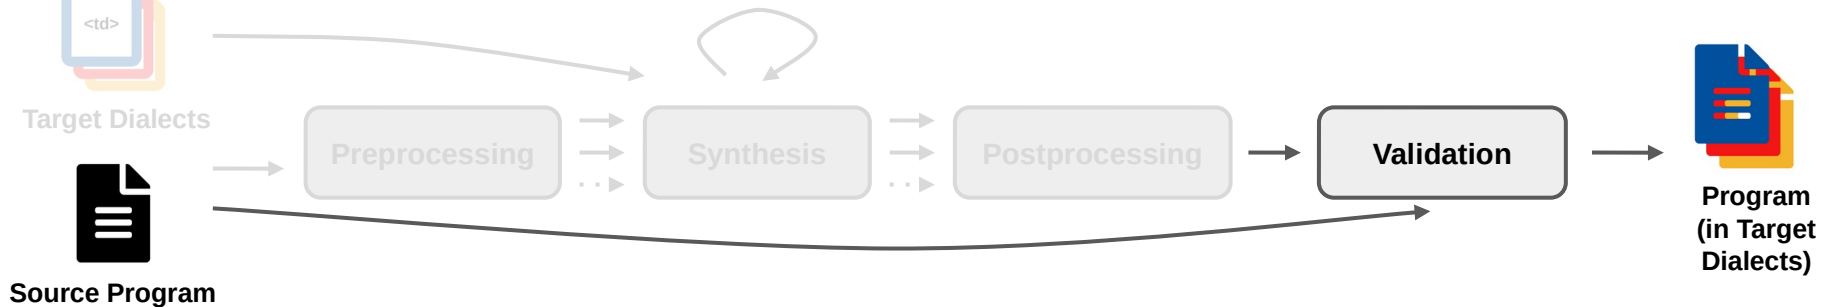 <td>
Target Dialects
Preprocessing
Synthesis
Postprocessing
Validation
Source Program
Program
(in Target
Dialects)